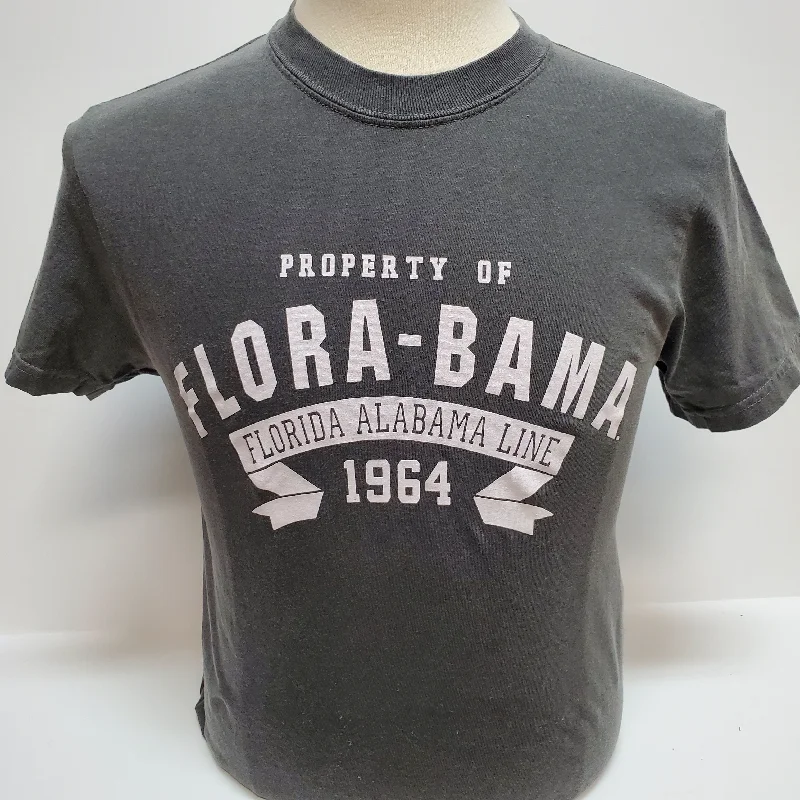 PROPERTY OF
FLORA-BAMA
FLORIDA ALABAMA LINE
1964